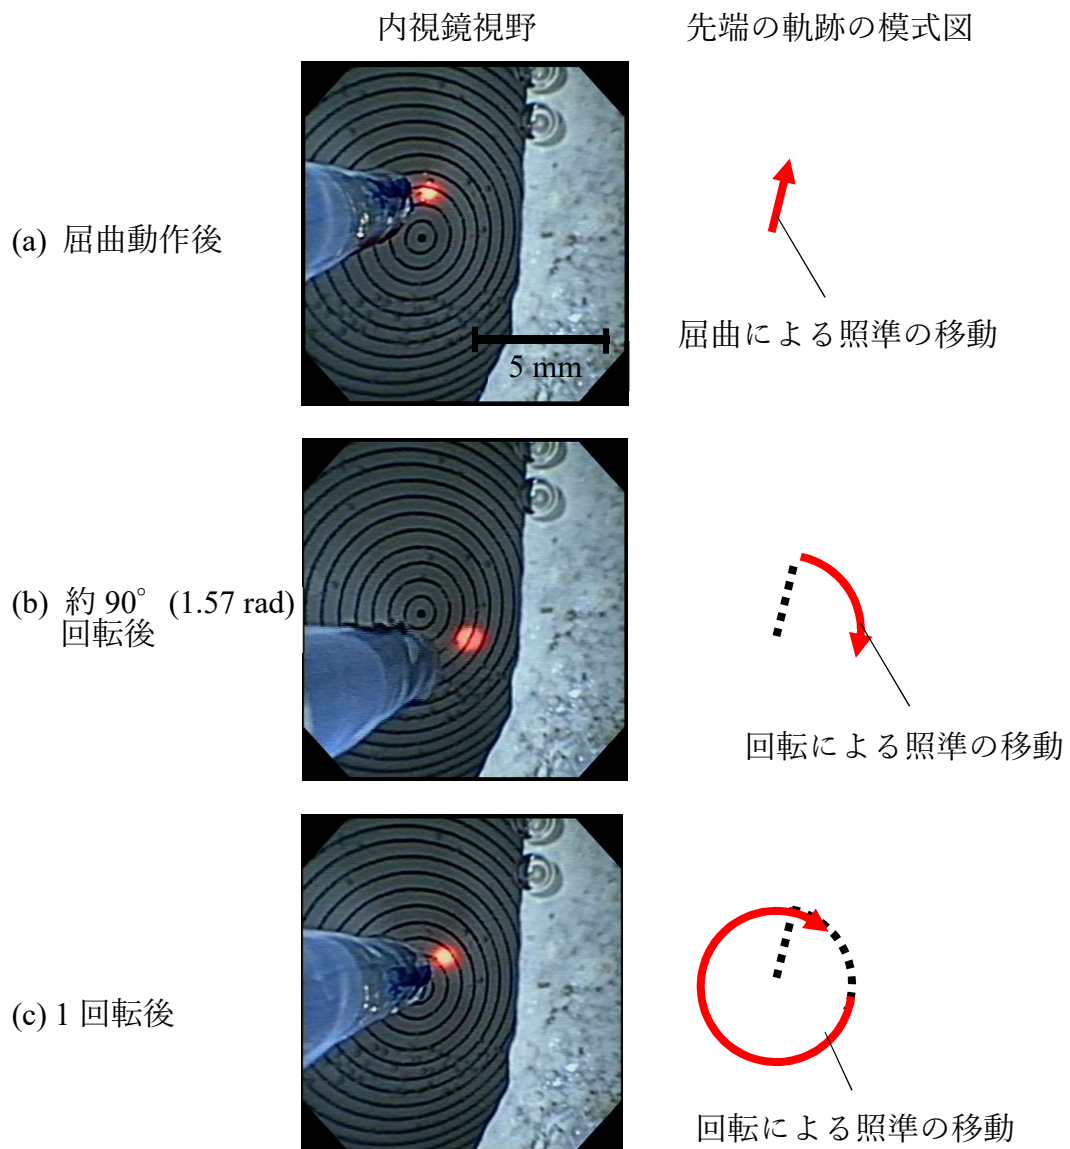 内視鏡視野
先端の軌跡の模式図
(a) 屈曲動作後
5 mm
屈曲による照準の移動
(b) 約 90° (1.57 rad)
回転後
回転による照準の移動
(c) 1 回転後
回転による照準の移動